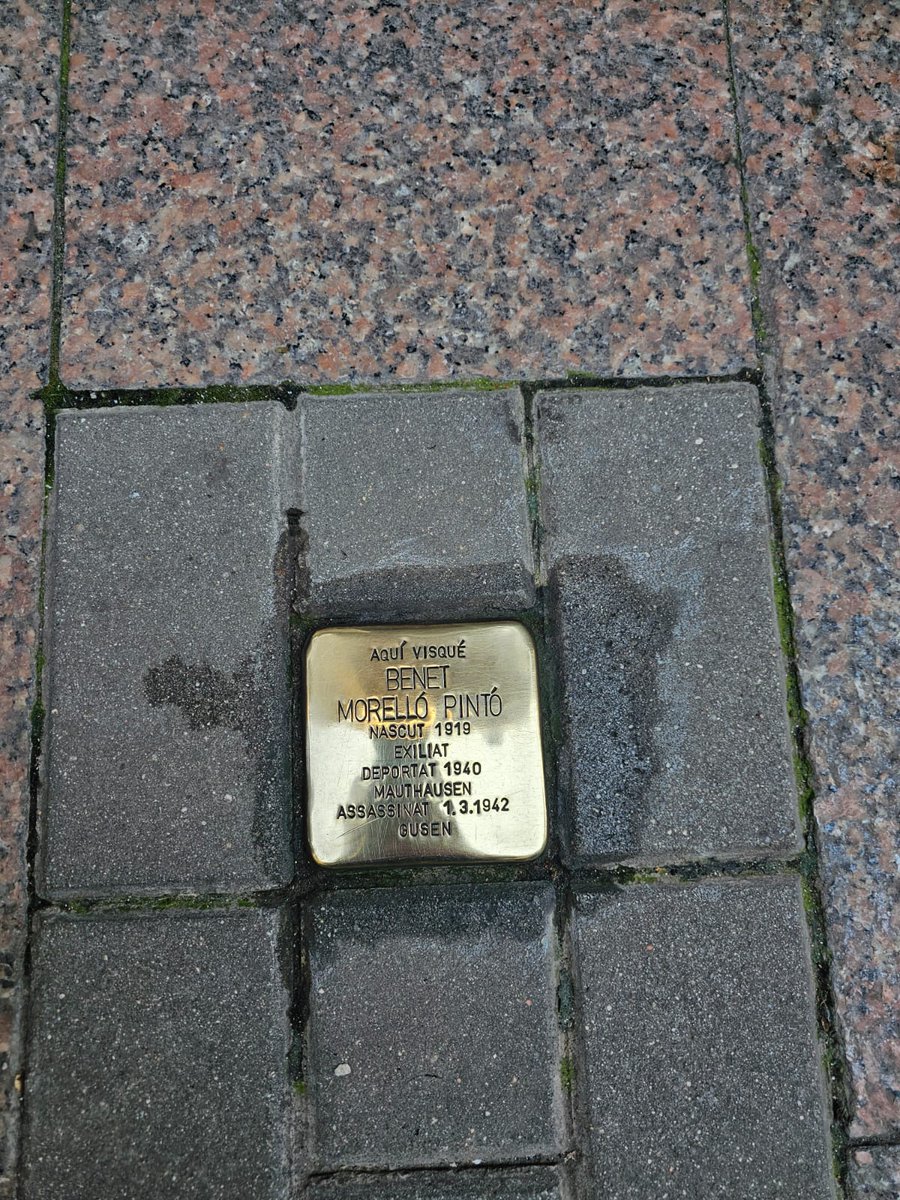 AQUÍ VISQUÉ
BENET
MORELLÓ PINTÓ
NASCUT 1919
EXILIAT
DEPORTAT 1940
MAUTHAUSEN
ASSASSINAT 1.3.1942
GUSEN